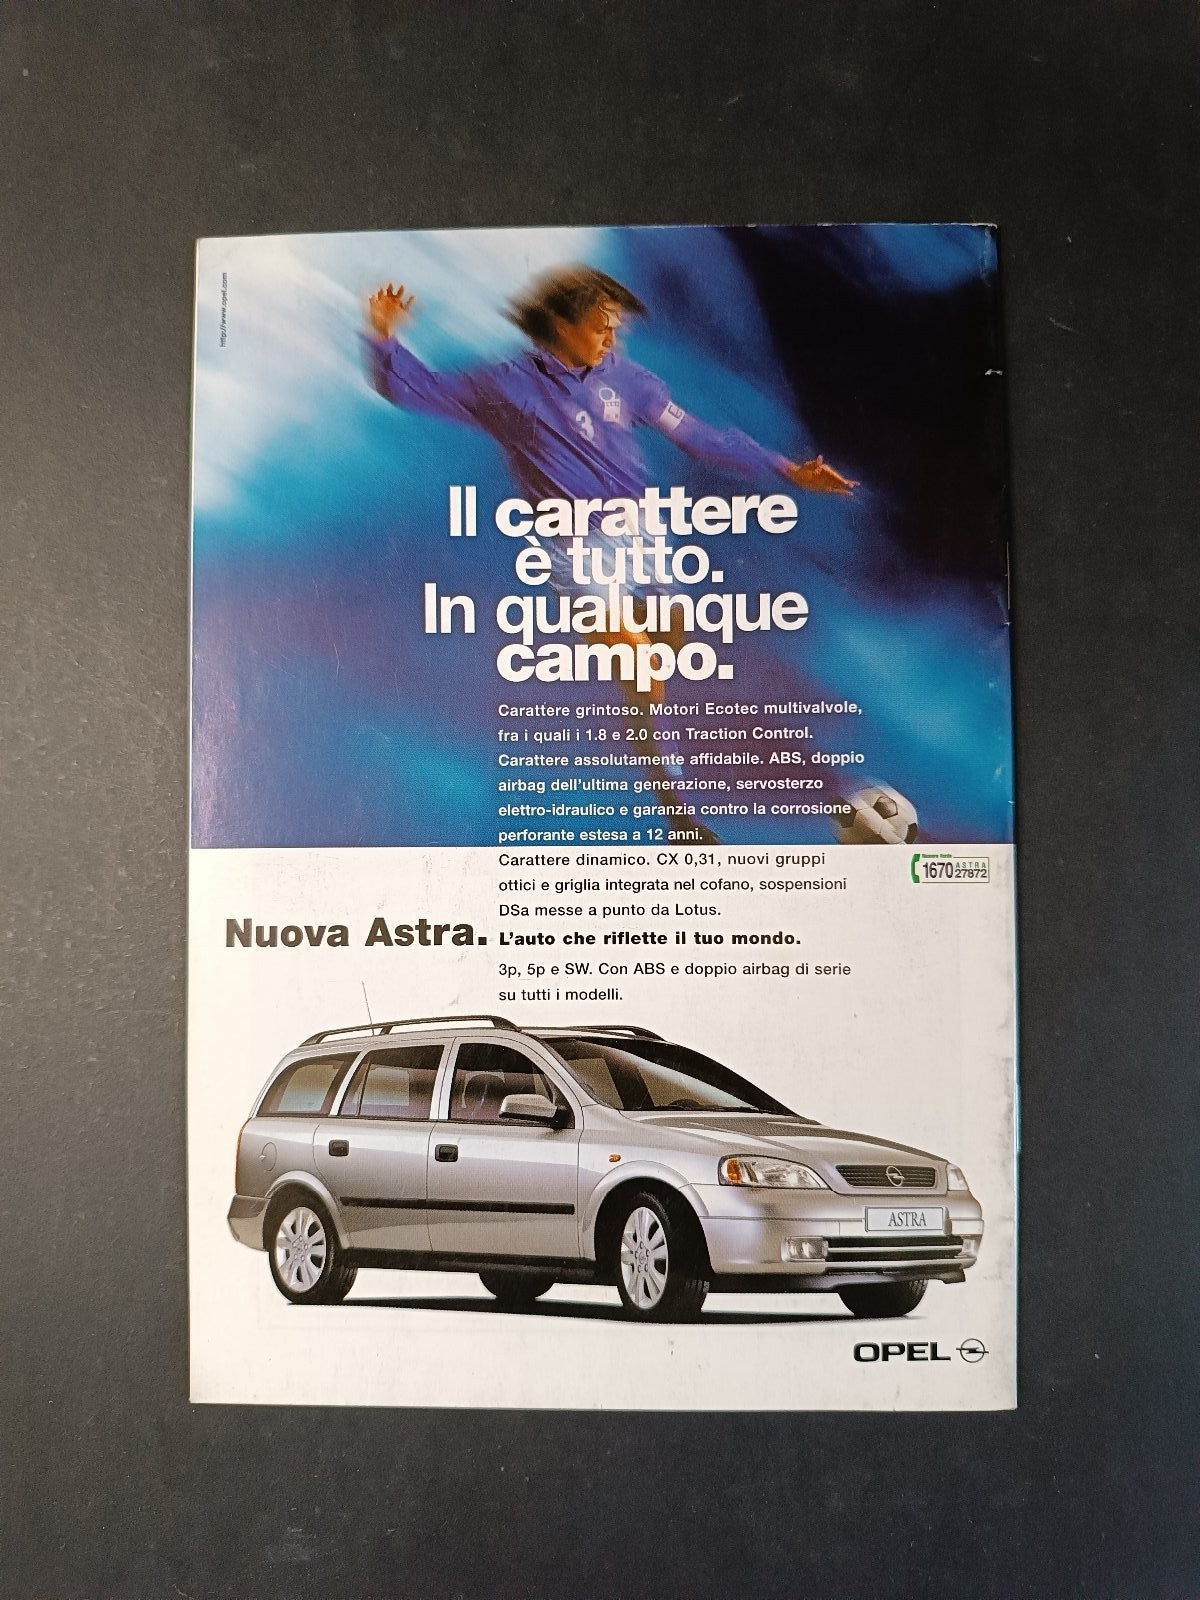 http://www.opel.com
3
Il carattere
è tutto.
In qualunque
campo.
Carattere grintoso. Motori Ecotec multivalvole,
fra i quali i 1.8 e 2.0 con Traction Control.
Carattere assolutamente affidabile. ABS, doppio
airbag dell'ultima generazione, servosterzo
elettro-idraulico e garanzia contro la corrosione
perforante estesa a 12 anni.
Carattere dinamico. CX 0,31, nuovi gruppi
ottici e griglia integrata nel cofano, sospensioni
DSa messe a punto da Lotus.
Numero Verde
1670 ASTRA
27872
Nuova Astra. L'auto che riflette il tuo mondo.
3p, 5p e SW. Con ABS e doppio airbag di serie
su tutti i modelli.
ASTRA
OPEL